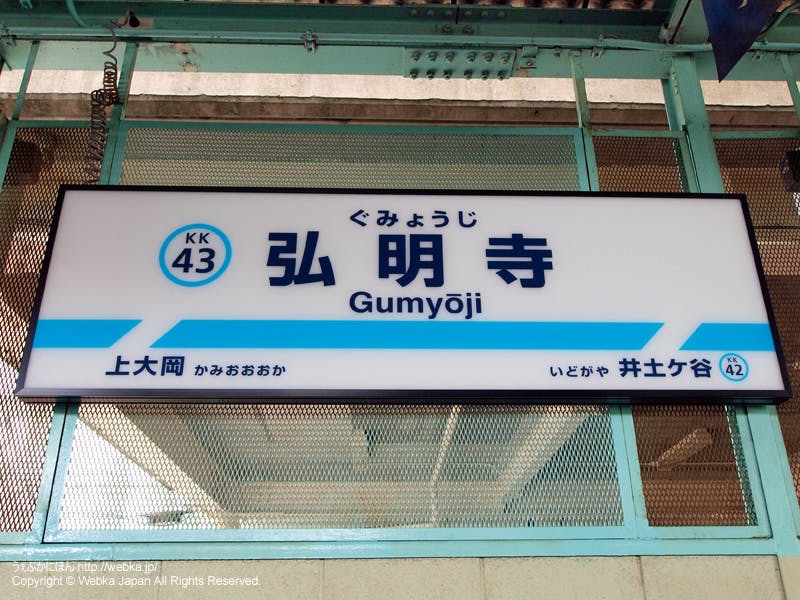 KK
43
ぐみょうじ
弘明寺
Gumyōji
上大岡 かみおおおか
いどがや 井土ケ谷 KK 42
うぇぶかにほん http://webka.jp/
Copyright © Webka Japan All Rights Reserved.